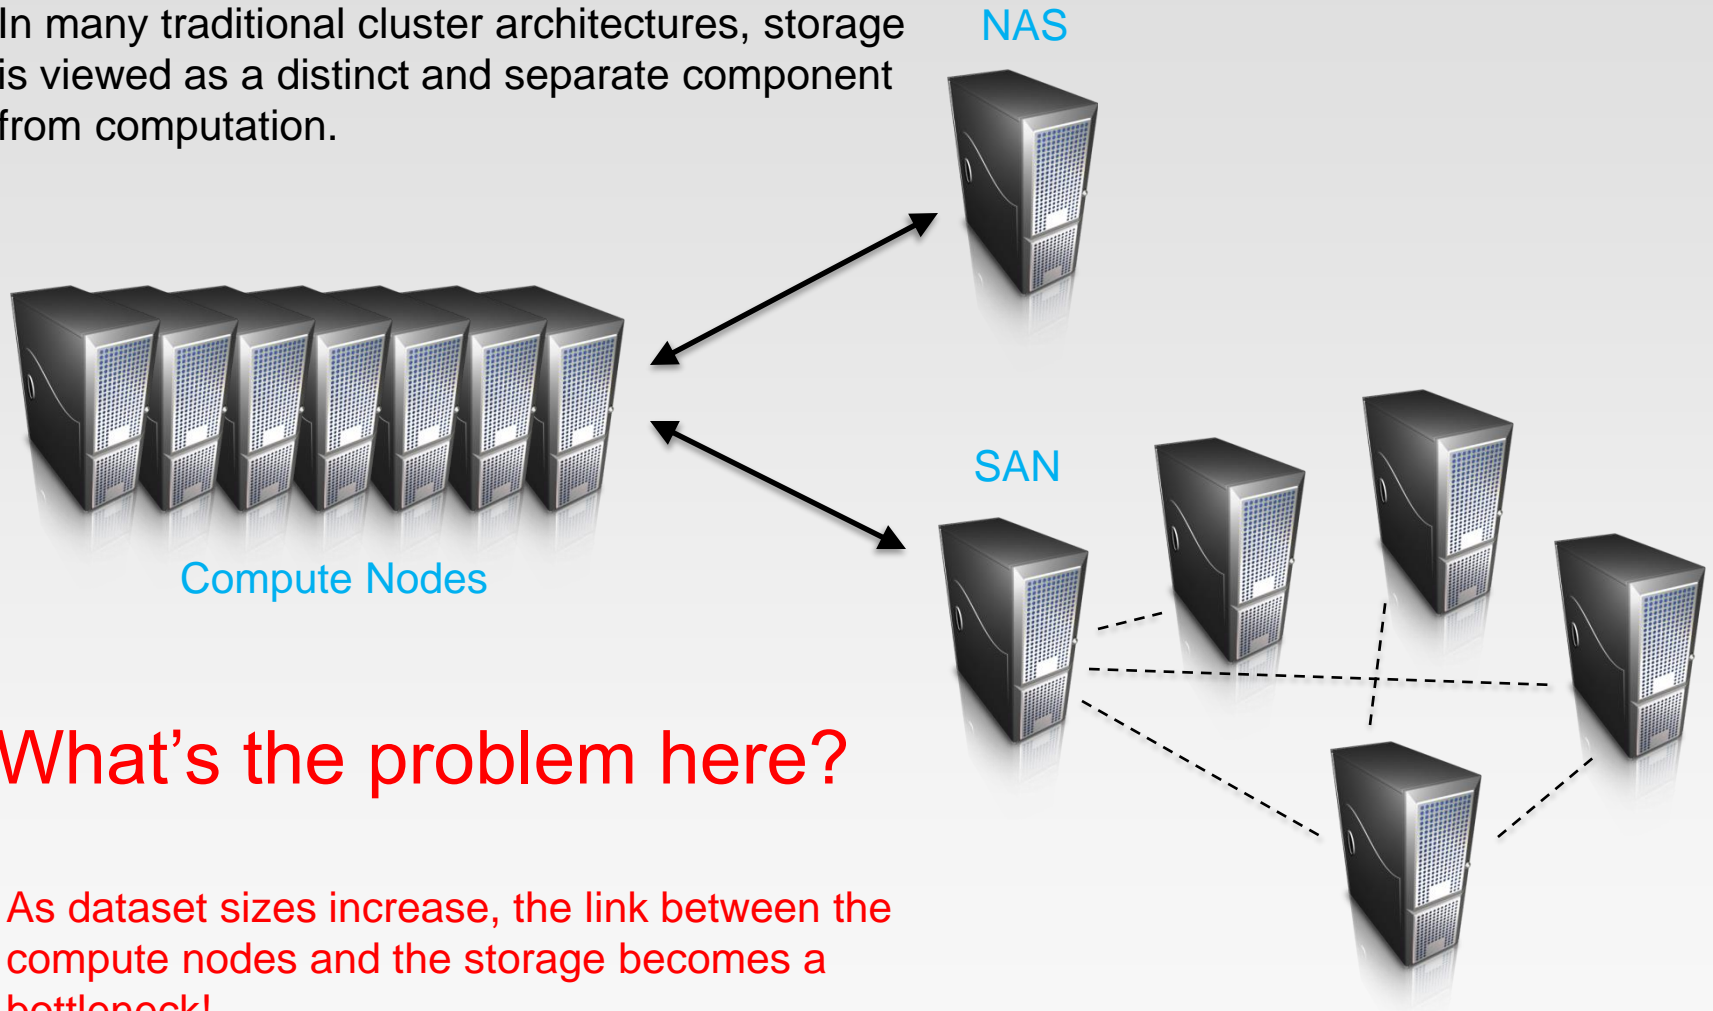 In many traditional cluster architectures, storage
is viewed as a distinct and separate component
from computation.
NAS
SAN
Compute Nodes
What’s the problem here?
As dataset sizes increase, the link between the
compute nodes and the storage becomes a
bottleneck!